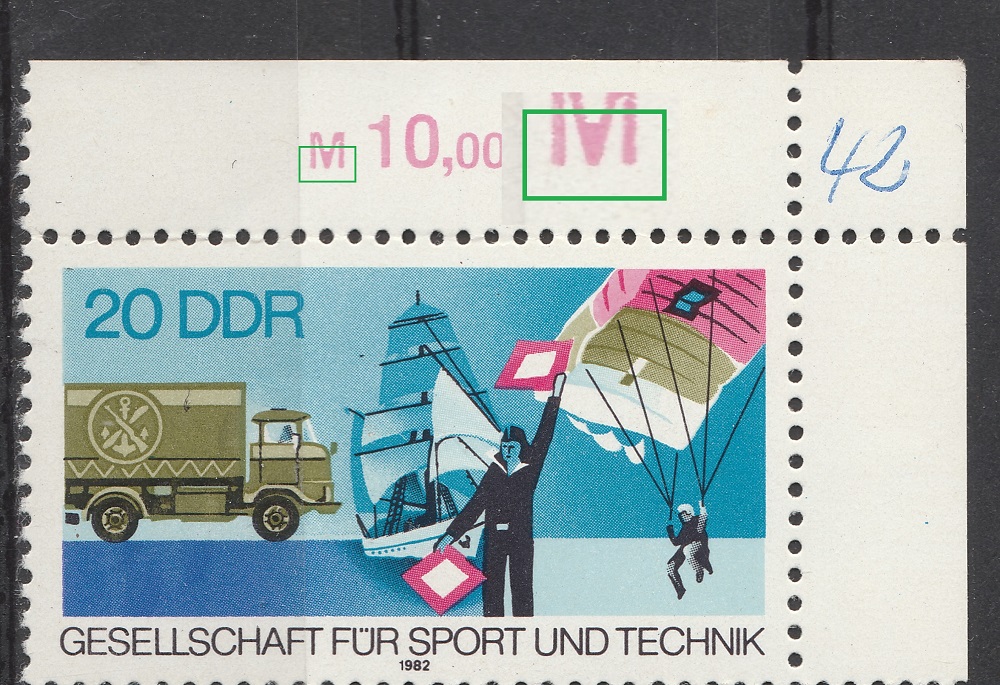 M 10,00 M
42
20 DDR
GESELLSCHAFT FÜR SPORT UND TECHNIK
1982